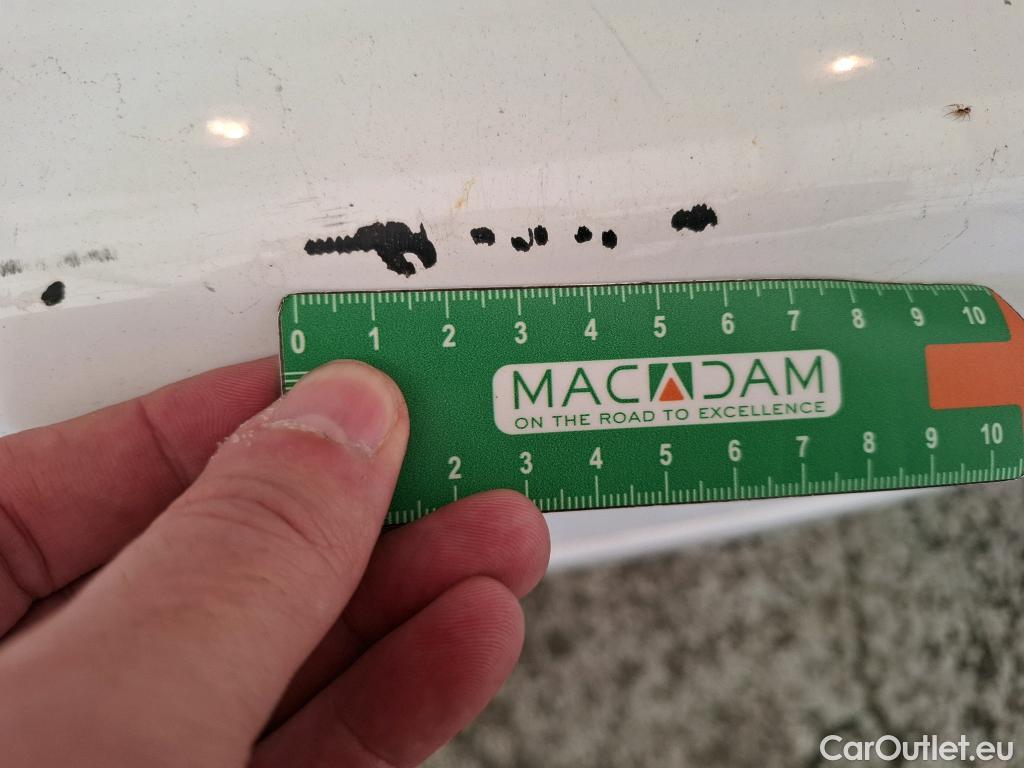 0 1 2 3 4 5 6 7 8 9 10
MACADAM
ON THE ROAD TO EXCELLENCE
2 3 4 5 6 7 8 9 10
CarOutlet.eu